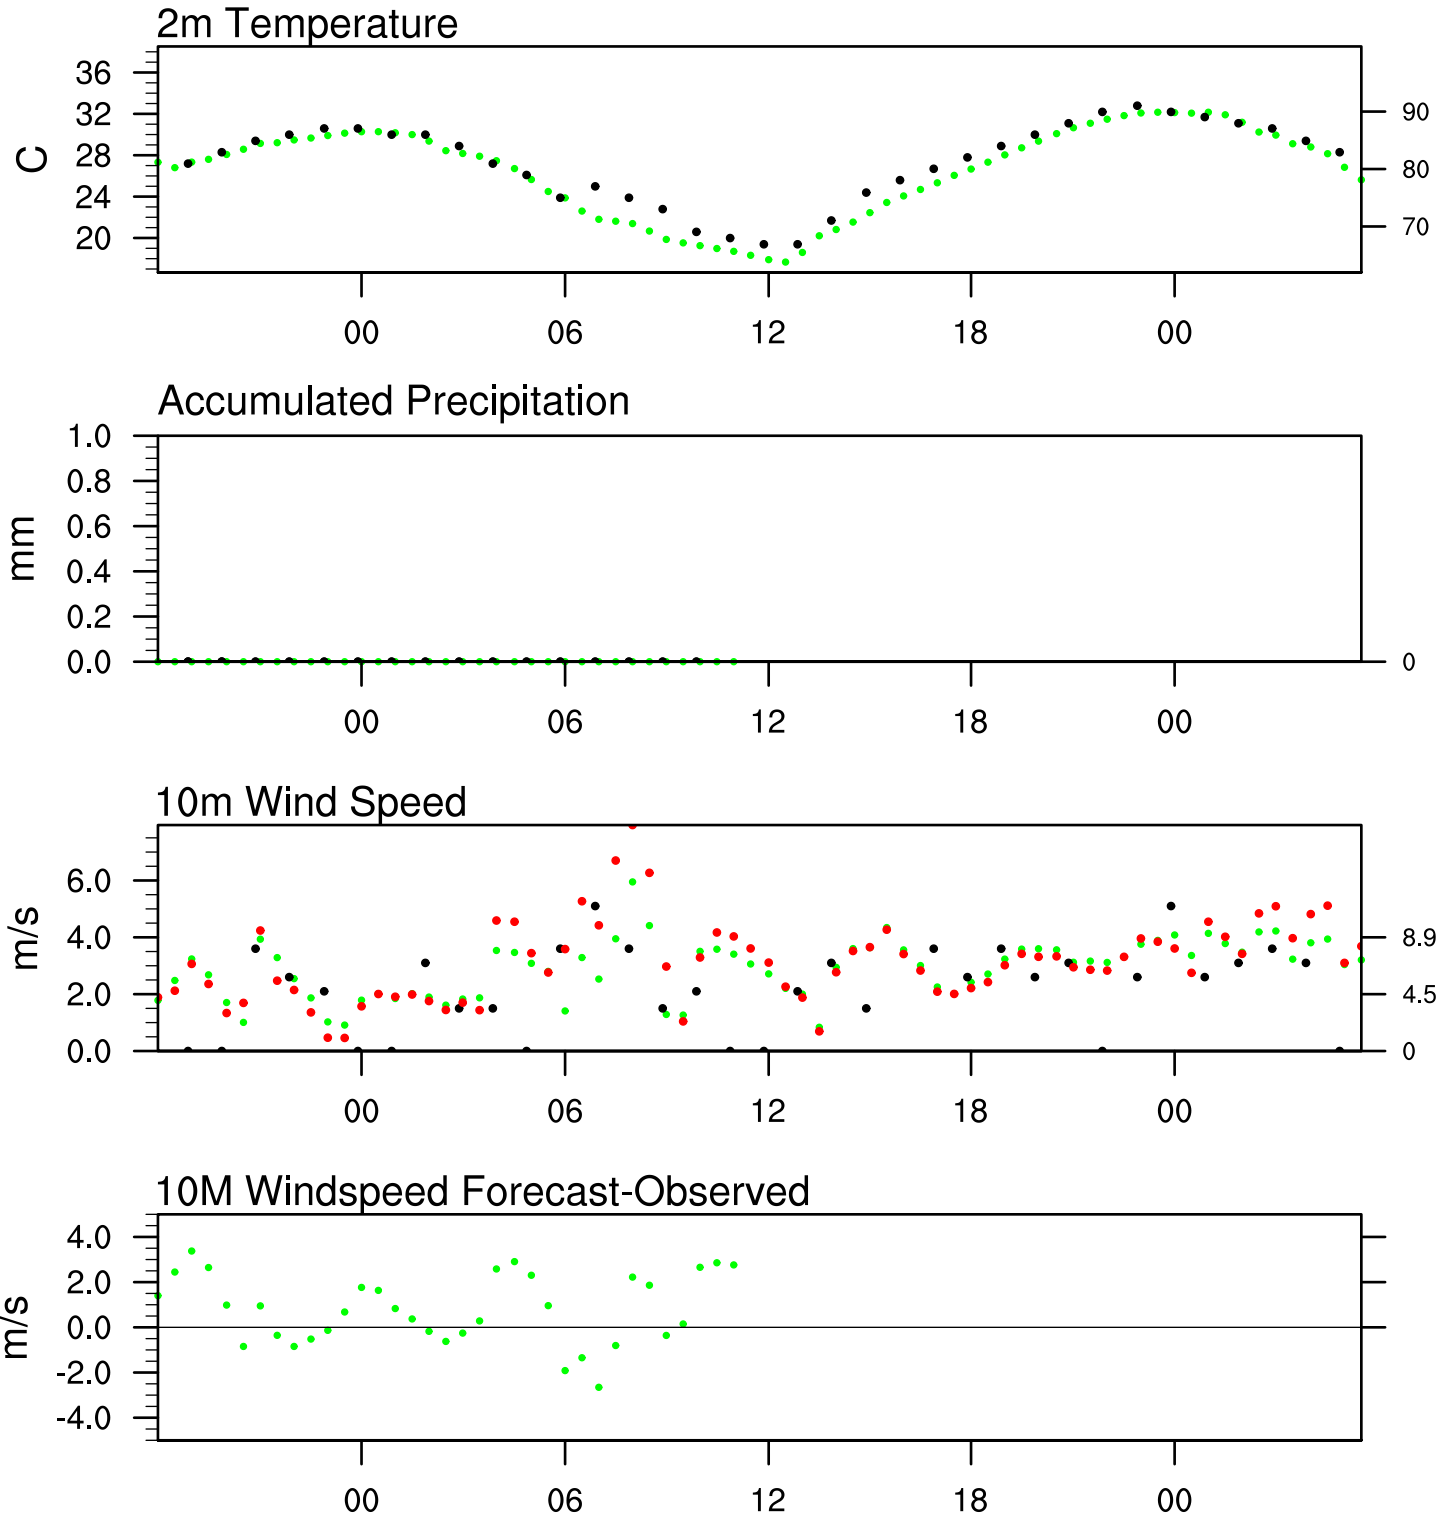 2m Temperature
C
36
32
28
24
20
90
80
70
00 06 12 18 00
Accumulated Precipitation
mm
1.0
0.8
0.6
0.4
0.2
0.0
0
00 06 12 18 00
10m Wind Speed
m/s
6.0
4.0
2.0
0.0
8.9
4.5
0
00 06 12 18 00
10M Windspeed Forecast-Observed
m/s
4.0
2.0
0.0
-2.0
-4.0
00 06 12 18 00